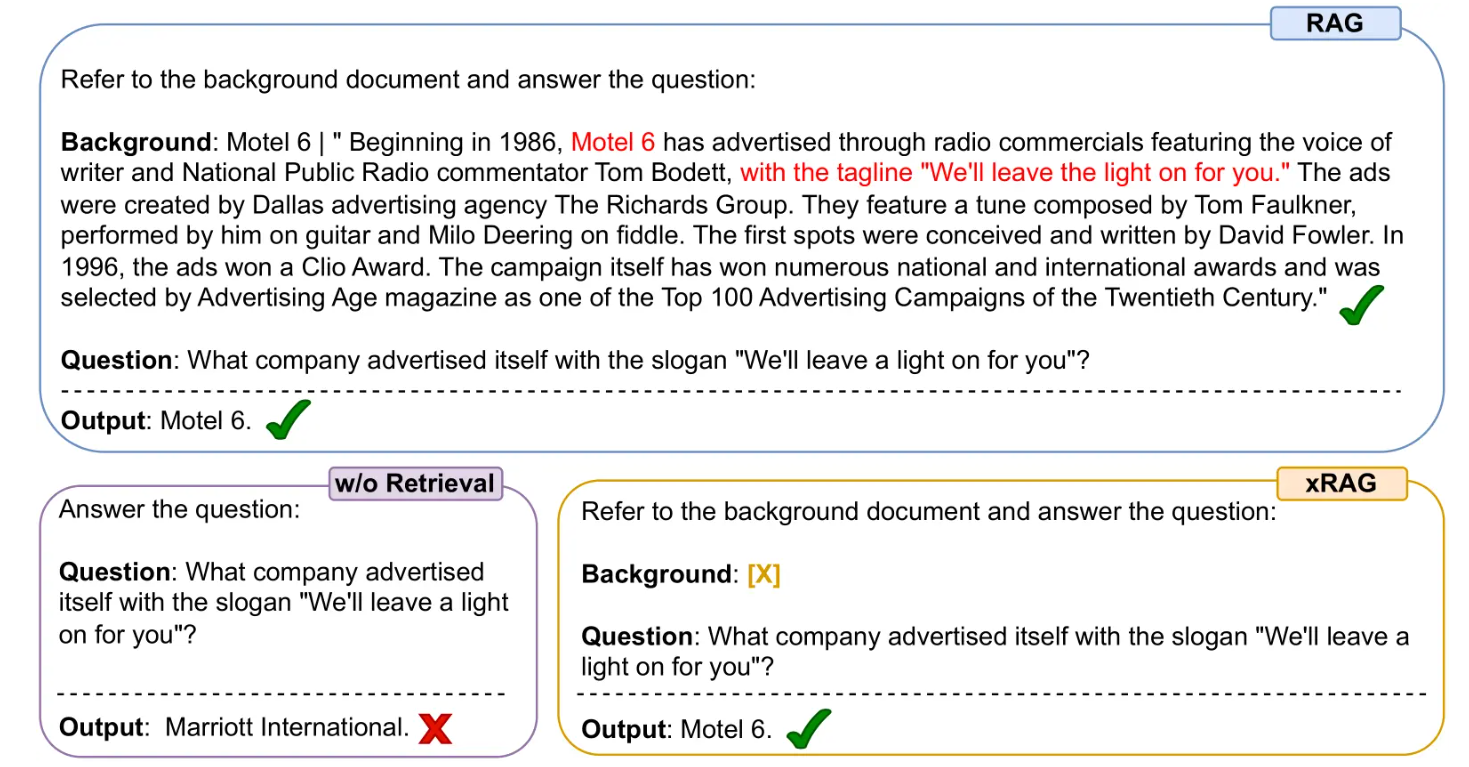 RAG
Refer to the background document and answer the question:
Background: Motel 6 | " Beginning in 1986, Motel 6 has advertised through radio commercials featuring the voice of
writer and National Public Radio commentator Tom Bodett, with the tagline "We'll leave the light on for you." The ads
were created by Dallas advertising agency The Richards Group. They feature a tune composed by Tom Faulkner,
performed by him on guitar and Milo Deering on fiddle. The first spots were conceived and written by David Fowler. In
1996, the ads won a Clio Award. The campaign itself has won numerous national and international awards and was
selected by Advertising Age magazine as one of the Top 100 Advertising Campaigns of the Twentieth Century."
Question: What company advertised itself with the slogan "We'll leave a light on for you"?
Output: Motel 6.
w/o Retrieval
Answer the question:
Question: What company advertised
itself with the slogan "We'll leave a light
on for you"?
Output: Marriott International.
xRAG
Refer to the background document and answer the question:
Background: [X]
Question: What company advertised itself with the slogan "We'll leave a
light on for you"?
Output: Motel 6.